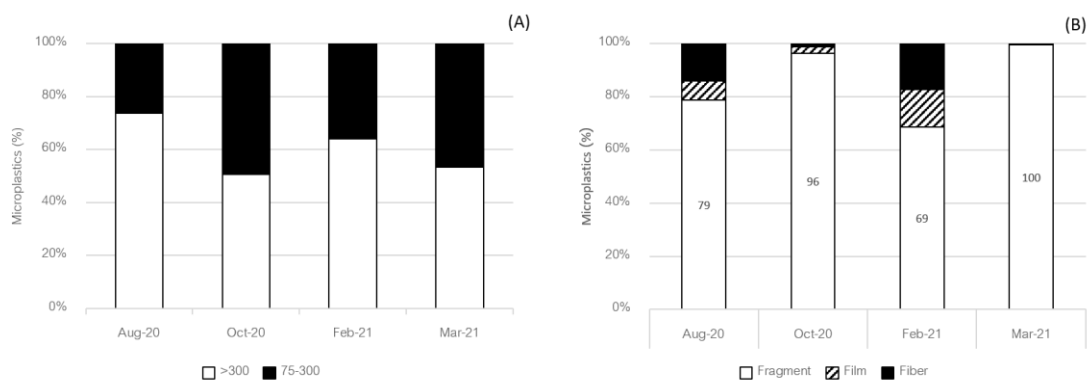 (A)
100%
80%
60%
40%
20%
0%
Microplastics (%)
Aug-20 Oct-20 Feb-21 Mar-21
>300 75-300
(B)
100%
80%
60%
40%
20%
0%
Microplastics (%)
79 96 69 100
Aug-20 Oct-20 Feb-21 Mar-21
Fragment Film Fiber